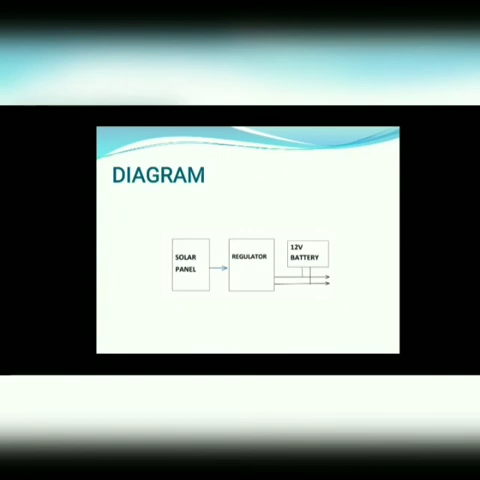 DIAGRAM
SOLAR
PANEL
REGULATOR
12V
BATTERY